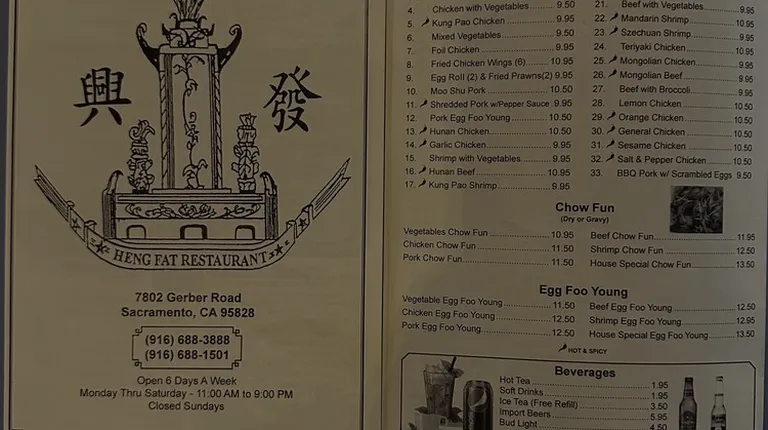 興 發
HENG FAT RESTAURANT
7802 Gerber Road
Sacramento, CA 95828
(916) 688-3888
(916) 688-1501
Open 6 Days A Week
Monday Thru Saturday - 11:00 AM to 9:00 PM
Closed Sundays
4. Chicken with Vegetables 9.50
5. Kung Pao Chicken 9.95
6. Mixed Vegetables 9.50
7. Foil Chicken 9.95
8. Fried Chicken Wings (6) 10.95
9. Egg Roll (2) & Fried Prawns(2) 9.95
10. Moo Shu Pork 10.50
11. Shredded Pork w/Pepper Sauce 9.95
12. Pork Egg Foo Young 10.50
13. Hunan Chicken 10.50
14. Garlic Chicken 9.95
15. Shrimp with Vegetables 9.95
16. Hunan Beef 10.95
17. Kung Pao Shrimp 9.95
21. Beef with Vegetables 9.95
22. Mandarin Shrimp 10.95
23. Szechuan Shrimp 9.95
24. Teriyaki Chicken 10.95
25. Mongolian Chicken 9.95
26. Mongolian Beef 9.95
27. Beef with Broccoli 9.95
28. Lemon Chicken 10.50
29. Orange Chicken 10.50
30. General Chicken 10.50
31. Sesame Chicken 10.50
32. Salt & Pepper Chicken 10.50
33. BBQ Pork w/ Scrambled Eggs 9.50
Chow Fun
(Dry or Gravy)
Vegetables Chow Fun 10.95
Chicken Chow Fun 11.50
Pork Chow Fun 11.50
Beef Chow Fun 11.95
Shrimp Chow Fun 12.50
House Special Chow Fun 13.50
Egg Foo Young
Vegetable Egg Foo Young 11.50
Chicken Egg Foo Young 12.50
Pork Egg Foo Young 12.50
Beef Egg Foo Young 12.50
Shrimp Egg Foo Young 12.95
House Special Egg Foo Young 13.50
HOT & SPICY
Beverages
Hot Tea 1.95
Soft Drinks 1.95
Ice Tea (Free Refill) 3.50
Import Beers 5.95
Bud Light 4.50